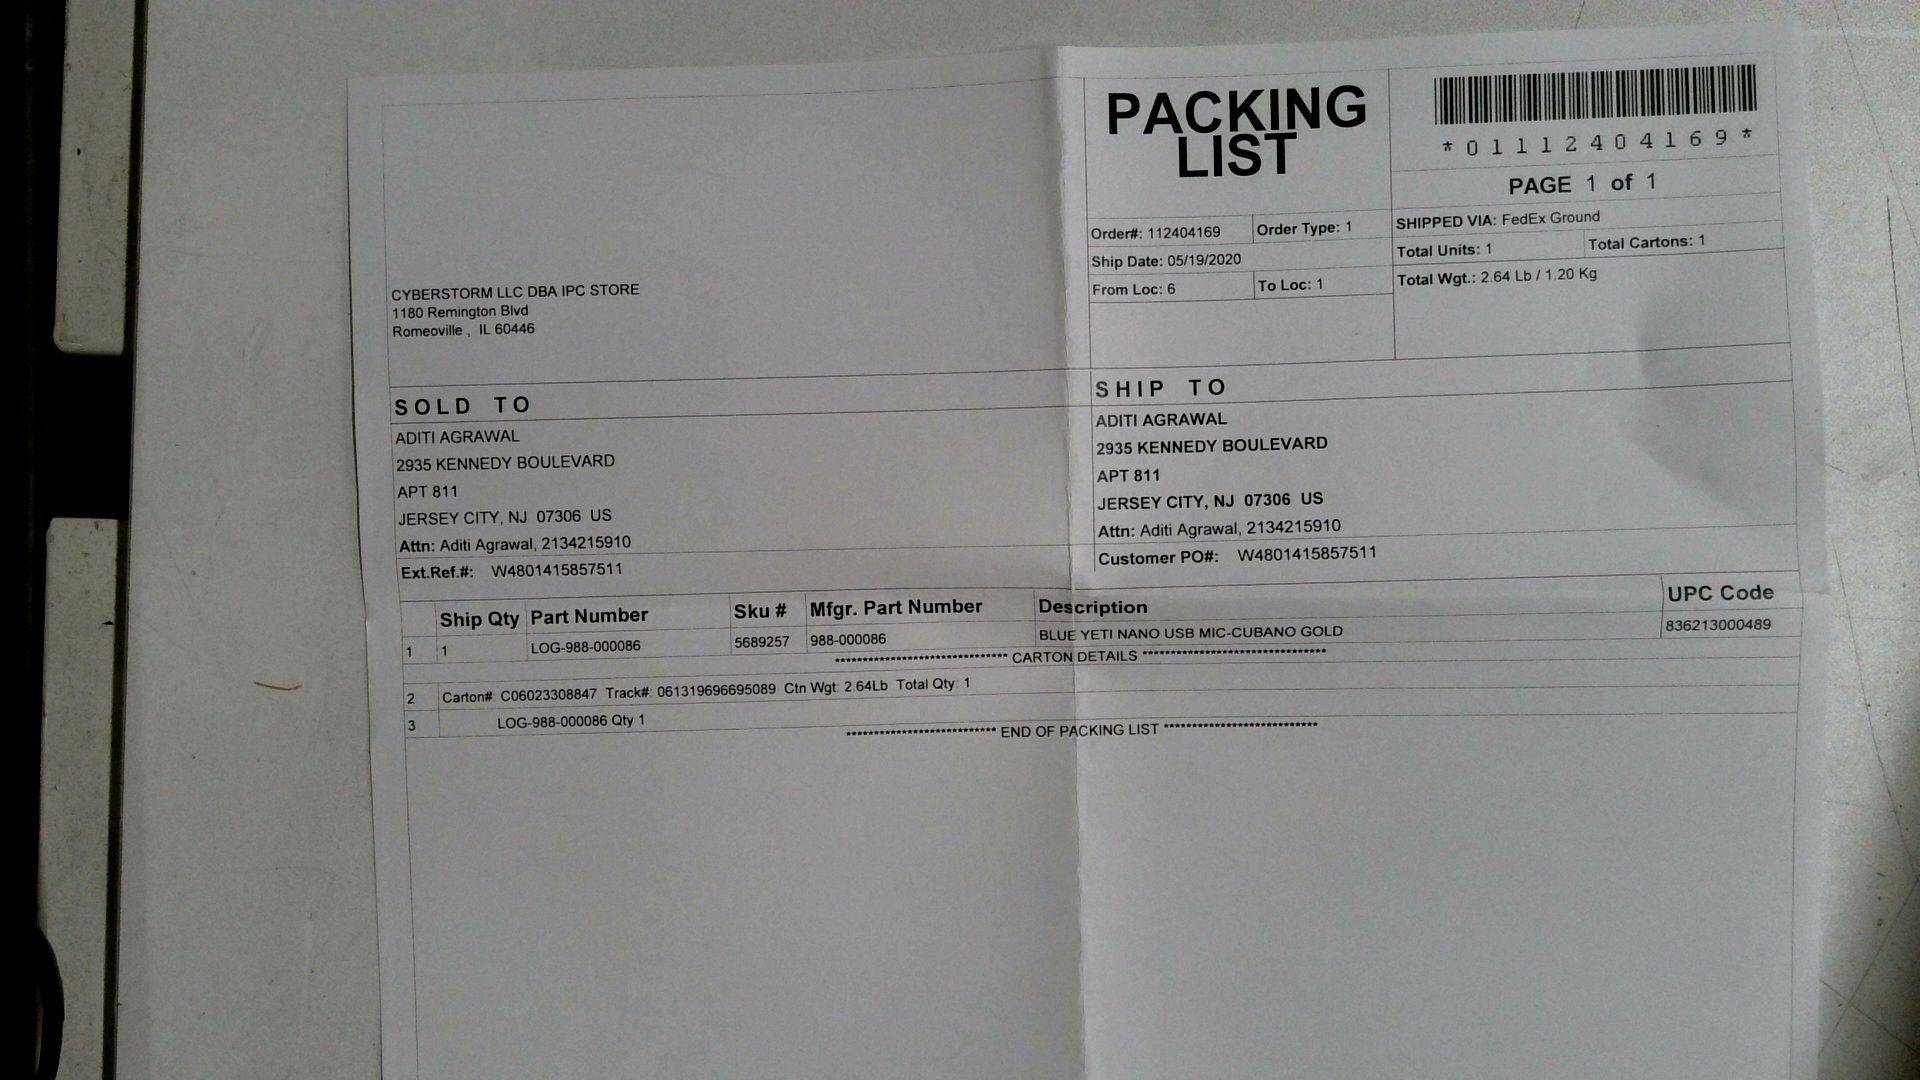 PACKING
LIST
*01112404169*
PAGE 1 of 1
Order#: 112404169 Order Type: 1
Ship Date: 05/19/2020
From Loc: 6 To Loc: 1
SHIPPED VIA: FedEx Ground
Total Units: 1 Total Cartons: 1
Total Wgt.: 2.64 Lb / 1.20 Kg
CYBERSTORM LLC DBA IPC STORE
1180 Remington Blvd
Romeoville , IL 60446
SOLD TO
ADITI AGRAWAL
2935 KENNEDY BOULEVARD
APT 811
JERSEY CITY, NJ 07306 US
Attn: Aditi Agrawal, 2134215910
Ext.Ref.#: W4801415857511
SHIP TO
ADITI AGRAWAL
2935 KENNEDY BOULEVARD
APT 811
JERSEY CITY, NJ 07306 US
Attn: Aditi Agrawal, 2134215910
Customer PO#: W4801415857511
Ship Qty Part Number Sku # Mfgr. Part Number Description UPC Code
1 1 LOG-988-000086 5689257 988-000086 BLUE YETI NANO USB MIC-CUBANO GOLD 836213000489
**************************** CARTON DETAILS ****************************
2 Carton#: C06023308847 Track#: 061319696695089 Ctn Wgt: 2.64Lb Total Qty: 1
3 LOG-988-000086 Qty 1
**************************** END OF PACKING LIST ****************************